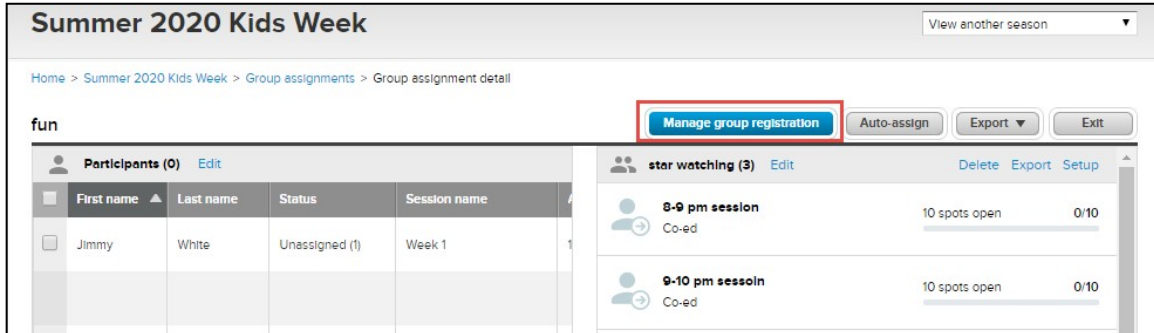 Summer 2020 Kids Week
View another season ▼
Home > Summer 2020 Kids Week > Group assignments > Group assignment detail
fun
Manage group registration
Auto-assign
Export ▼
Exit
Participants (0) Edit
First name ▲ Last name Status Session name
Jimmy White Unassigned (1) Week 1
star watching (3) Edit Delete Export Setup
8-9 pm session 10 spots open 0/10
Co-ed
9-10 pm sessoin 10 spots open 0/10
Co-ed